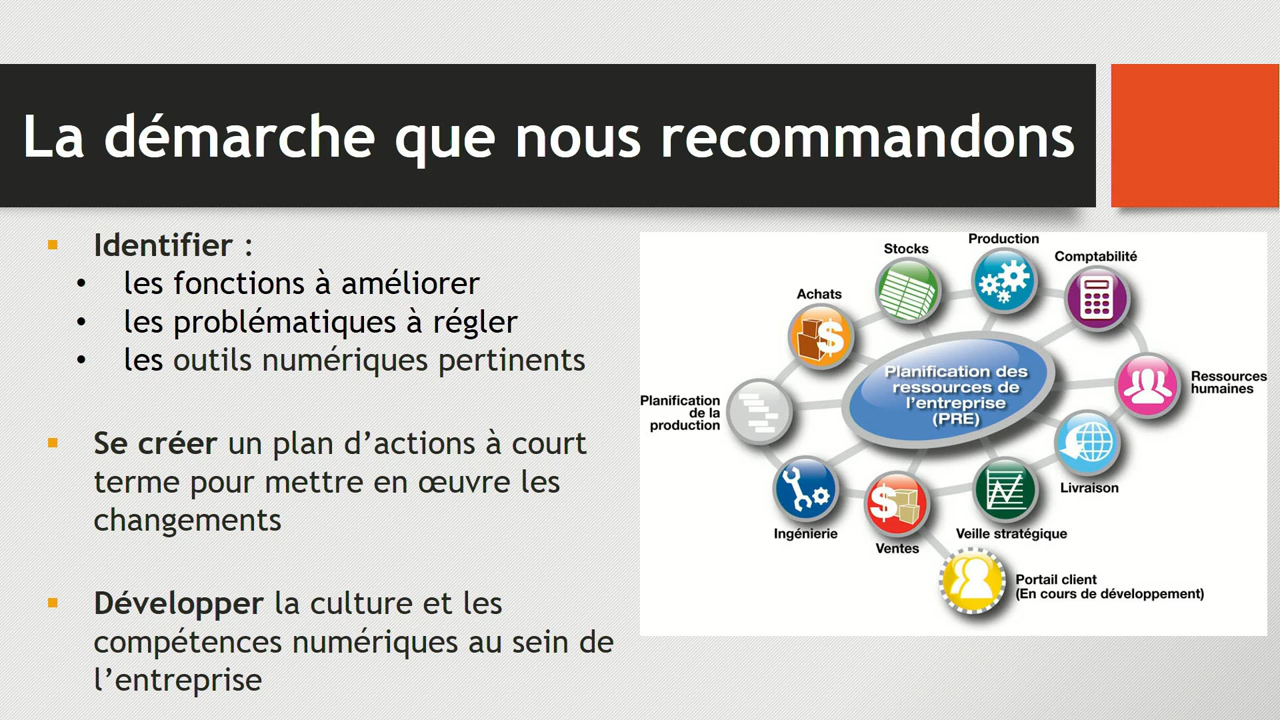 La démarche que nous recommandons
▪ Identifier :
• les fonctions à améliorer
• les problématiques à régler
• les outils numériques pertinents
▪ Se créer un plan d’actions à court
terme pour mettre en œuvre les
changements
▪ Développer la culture et les
compétences numériques au sein de
l’entreprise
Production
Stocks
Comptabilité
Achats
Planification des
ressources de
l’entreprise
(PRE)
Ressources
humaines
Planification
de la
production
Livraison
Ingénierie
Ventes
Veille stratégique
Portail client
(En cours de développement)